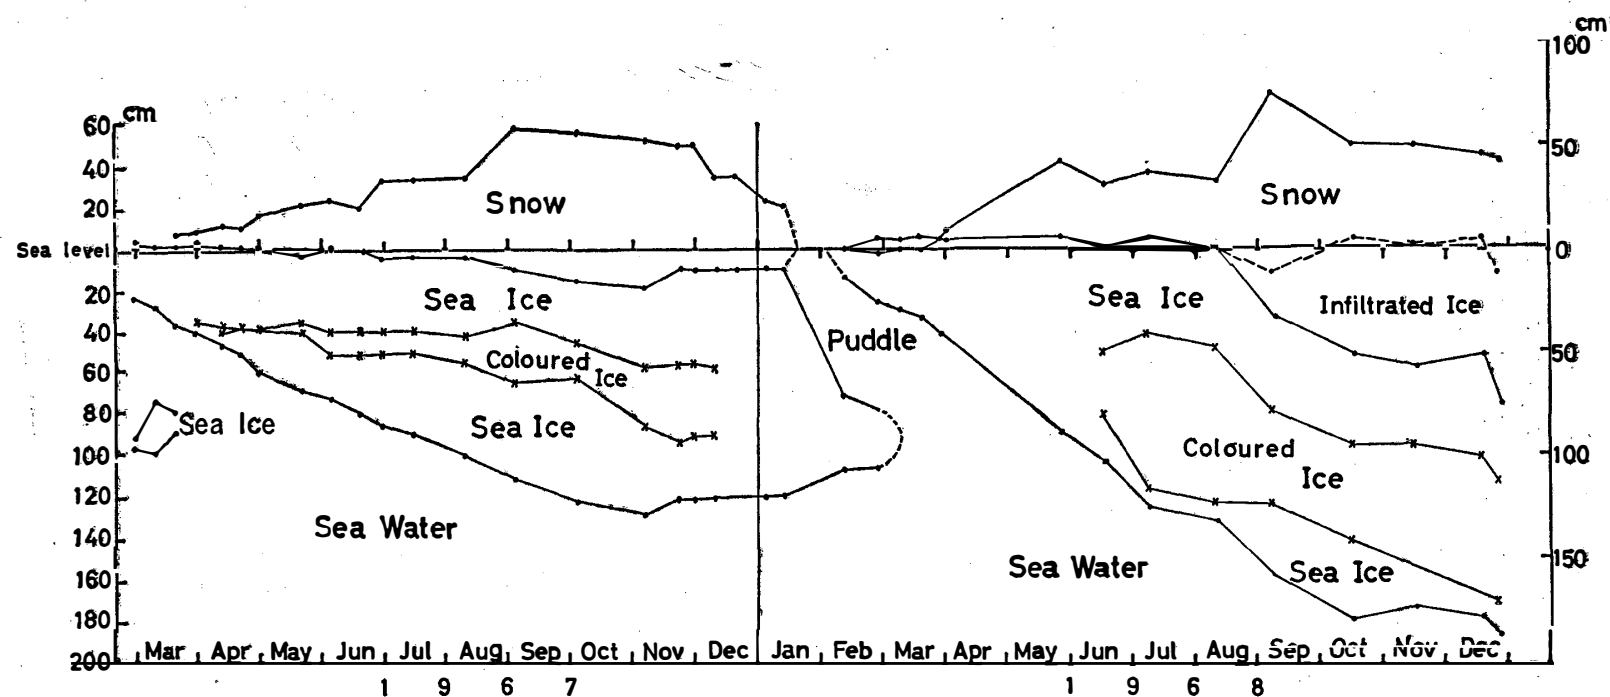 cm
100
cm
60
50
40
Snow
Snow
20
Sea level
0
Sea Ice
Sea Ice
Infiltrated Ice
20
40
Puddle
50
Coloured
Ice
60
80
Sea Ice
Sea Ice
Coloured
100
100
Ice
120
Sea Water
140
150
Sea Water
Sea Ice
160
180
200
Mar Apr May Jun Jul Aug Sep Oct Nov Dec Jan Feb Mar Apr May Jun Jul Aug Sep Oct Nov Dec
1 9 6 7 1 9 6 8